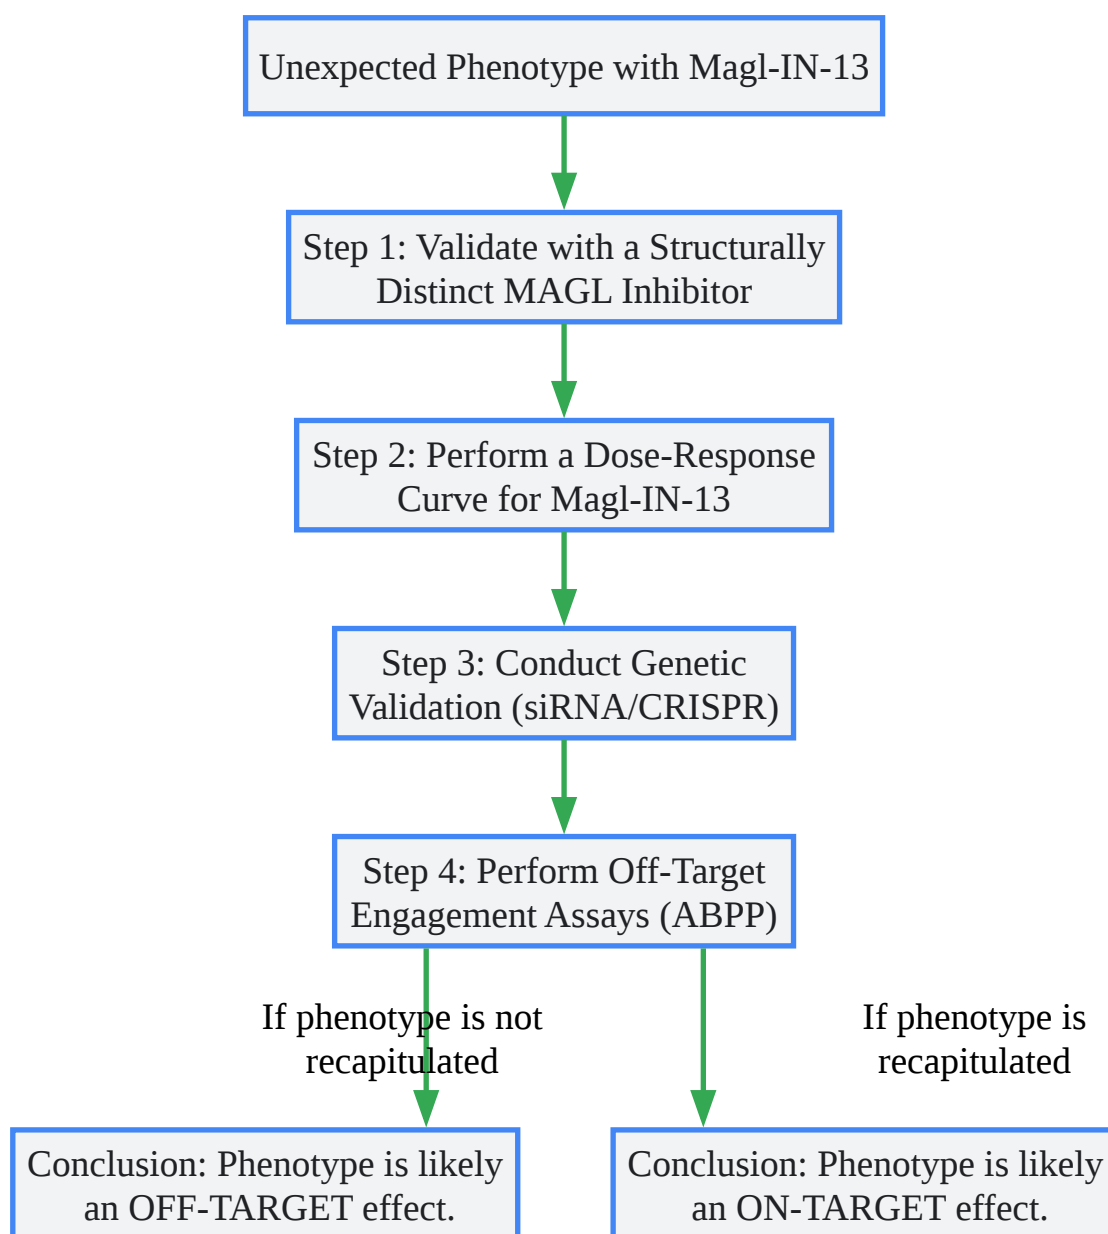 Unexpected Phenotype with Magl-IN-13
Step 1: Validate with a Structurally
Distinct MAGL Inhibitor
Step 2: Perform a Dose-Response
Curve for Magl-IN-13
Step 3: Conduct Genetic
Validation (siRNA/CRISPR)
Step 4: Perform Off-Target
Engagement Assays (ABPP)
If phenotype is not
recapitulated
If phenotype is
recapitulated
Conclusion: Phenotype is likely
an OFF-TARGET effect.
Conclusion: Phenotype is likely
an ON-TARGET effect.